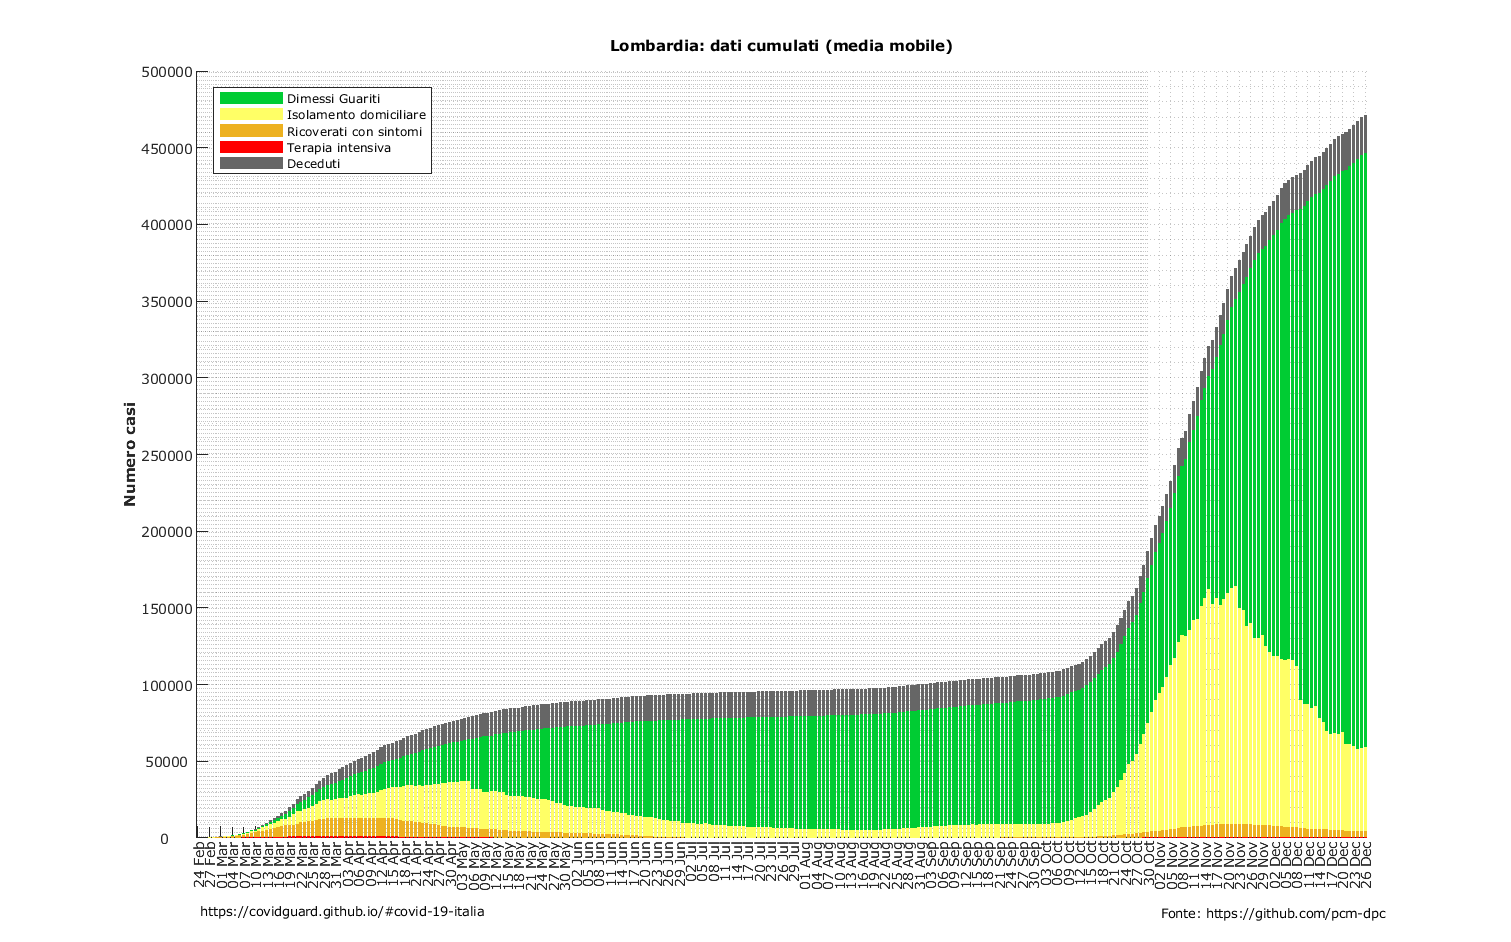 Lombardia: dati cumulati (media mobile)
500000
450000
400000
350000
300000
250000
200000
150000
100000
50000
0
Numero casi
Dimessi Guariti
Isolamento domiciliare
Ricoverati con sintomi
Terapia intensiva
Deceduti
24 Feb
27 Feb
01 Mar
04 Mar
07 Mar
10 Mar
13 Mar
16 Mar
19 Mar
22 Mar
25 Mar
28 Mar
31 Mar
03 Apr
06 Apr
09 Apr
12 Apr
15 Apr
18 Apr
21 Apr
24 Apr
27 Apr
30 Apr
03 May
06 May
09 May
12 May
15 May
18 May
21 May
24 May
27 May
30 May
02 Jun
05 Jun
08 Jun
11 Jun
14 Jun
17 Jun
20 Jun
23 Jun
26 Jun
29 Jun
02 Jul
05 Jul
08 Jul
11 Jul
14 Jul
17 Jul
20 Jul
23 Jul
26 Jul
29 Jul
01 Aug
04 Aug
07 Aug
10 Aug
13 Aug
16 Aug
19 Aug
22 Aug
25 Aug
28 Aug
31 Aug
03 Sep
06 Sep
09 Sep
12 Sep
15 Sep
18 Sep
21 Sep
24 Sep
27 Sep
30 Sep
03 Oct
06 Oct
09 Oct
12 Oct
15 Oct
18 Oct
21 Oct
24 Oct
27 Oct
30 Oct
02 Nov
05 Nov
08 Nov
11 Nov
14 Nov
17 Nov
20 Nov
23 Nov
26 Nov
29 Nov
02 Dec
05 Dec
08 Dec
11 Dec
14 Dec
17 Dec
20 Dec
23 Dec
26 Dec
https://covidguard.github.io/#covid-19-italia
Fonte: https://github.com/pcm-dpc